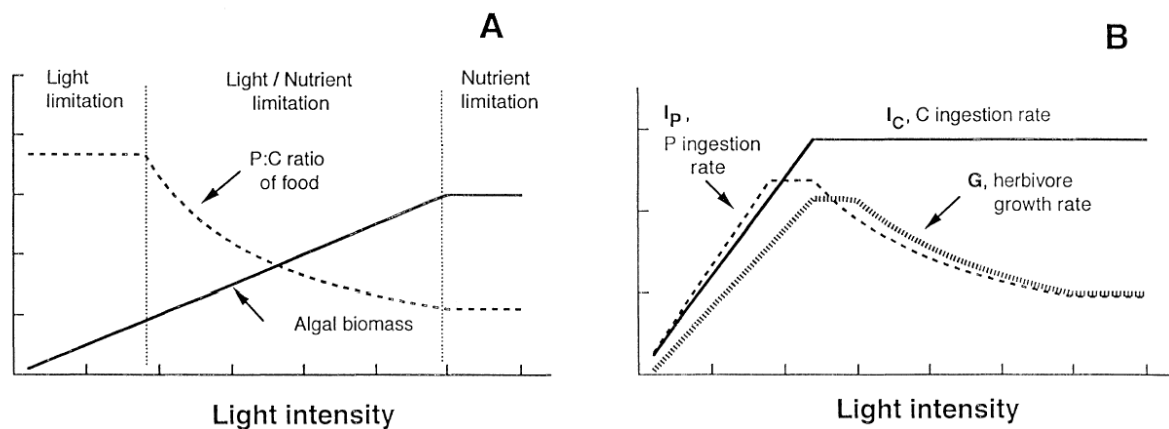 A
Light
limitation
Light / Nutrient
limitation
Nutrient
limitation
P:C ratio
of food
Algal biomass
Light intensity
B
IP,
P ingestion
rate
IC, C ingestion rate
G, herbivore
growth rate
Light intensity